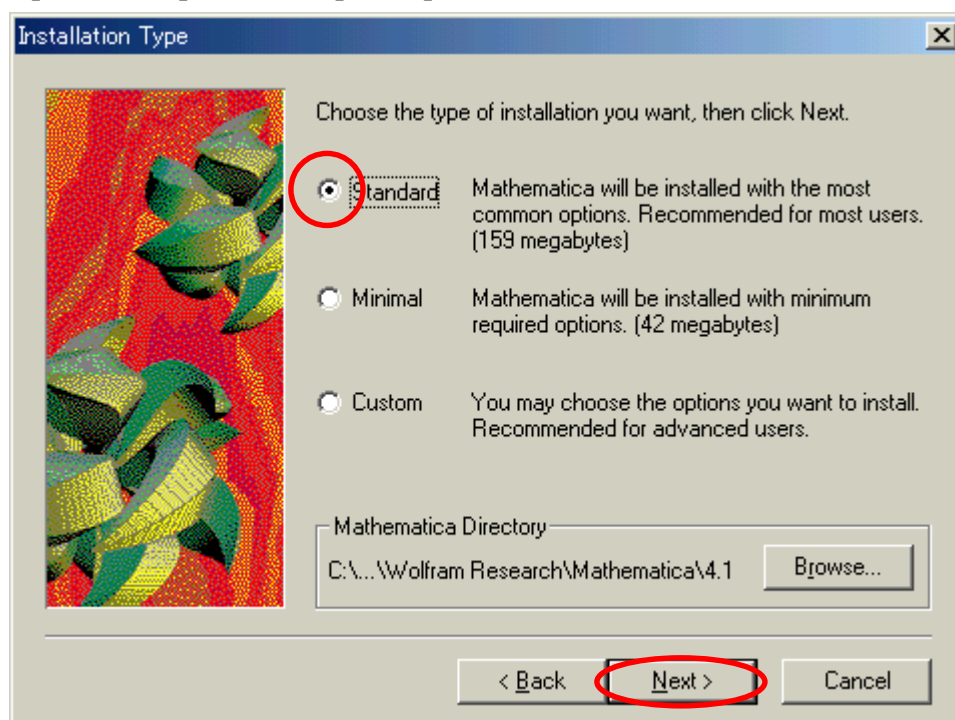 Installation Type
Choose the type of installation you want, then click Next.
Standard
Mathematica will be installed with the most
common options. Recommended for most users.
(159 megabytes)
Minimal
Mathematica will be installed with minimum
required options. (42 megabytes)
Custom
You may choose the options you want to install.
Recommended for advanced users.
Mathematica Directory
C:\...\Wolfram Research\Mathematica\4.1
Browse...
< Back
Next >
Cancel